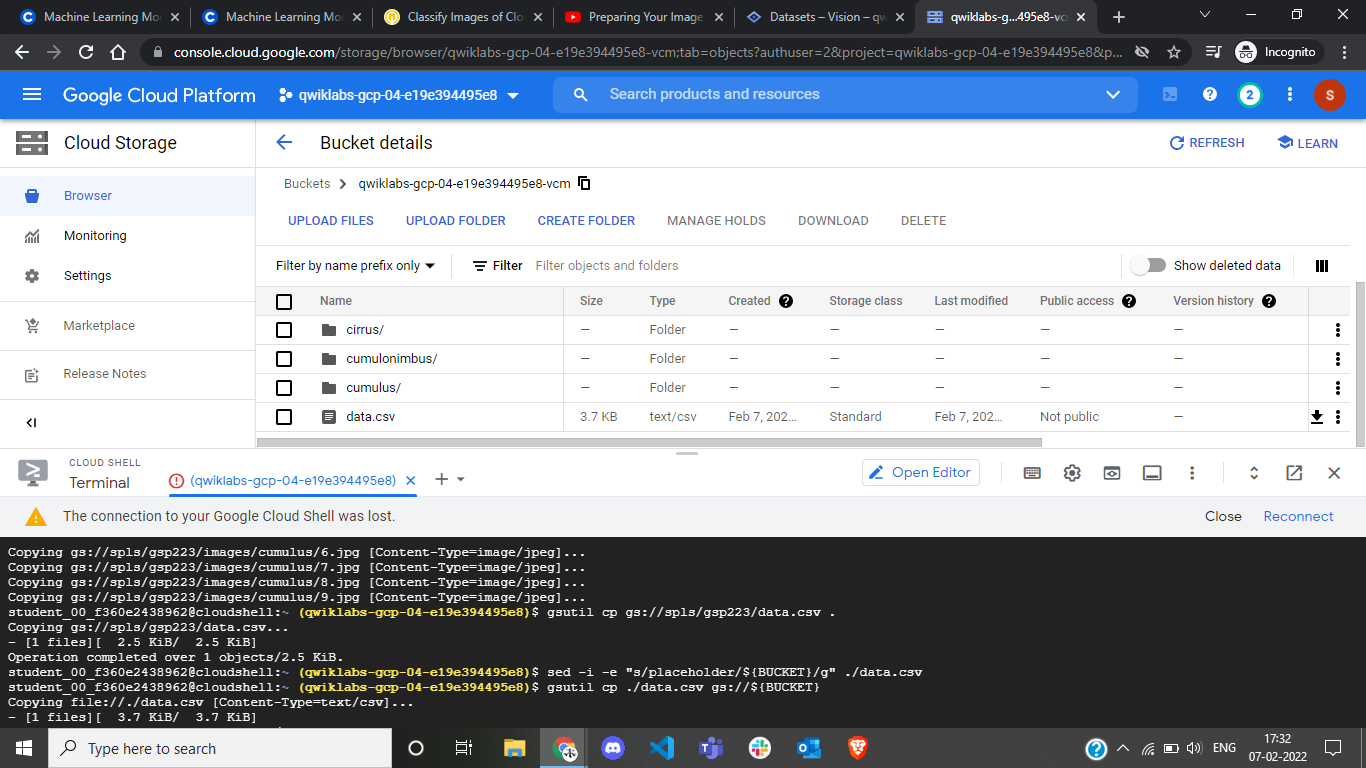 Machine Learning Mo
Machine Learning Mo
Classify Images of Clo
Preparing Your Image
Datasets – Vision – qw
qwiklabs-g...495e8-vc
console.cloud.google.com/storage/browser/qwiklabs-gcp-04-e19e394495e8-vcm;tab=objects?authuser=2&project=qwiklabs-gcp-04-e19e394495e8&p...
Incognito
Google Cloud Platform
qwiklabs-gcp-04-e19e394495e8
Search products and resources
2
S
Cloud Storage
Bucket details
REFRESH
LEARN
Browser
Monitoring
Settings
Marketplace
Release Notes
Buckets
qwiklabs-gcp-04-e19e394495e8-vcm
UPLOAD FILES
UPLOAD FOLDER
CREATE FOLDER
MANAGE HOLDS
DOWNLOAD
DELETE
Filter by name prefix only
Filter
Filter objects and folders
Show deleted data
Name Size Type Created Storage class Last modified Public access Version history
cirrus/ — Folder — — — — —
cumulonimbus/ — Folder — — — — —
cumulus/ — Folder — — — — —
data.csv 3.7 KB text/csv Feb 7, 202... Standard Feb 7, 202... Not public —
CLOUD SHELL
Terminal
(qwiklabs-gcp-04-e19e394495e8)
Open Editor
The connection to your Google Cloud Shell was lost.
Close
Reconnect
Copying gs://spls/gsp223/images/cumulus/6.jpg [Content-Type=image/jpeg]...
Copying gs://spls/gsp223/images/cumulus/7.jpg [Content-Type=image/jpeg]...
Copying gs://spls/gsp223/images/cumulus/8.jpg [Content-Type=image/jpeg]...
Copying gs://spls/gsp223/images/cumulus/9.jpg [Content-Type=image/jpeg]...
student_00_f360e2438962@cloudshell:~ (qwiklabs-gcp-04-e19e394495e8)$ gsutil cp gs://spls/gsp223/data.csv .
Copying gs://spls/gsp223/data.csv...
- [1 files][  2.5 KiB/  2.5 KiB]
Operation completed over 1 objects/2.5 KiB.
student_00_f360e2438962@cloudshell:~ (qwiklabs-gcp-04-e19e394495e8)$ sed -i -e "s/placeholder/${BUCKET}/g" ./data.csv
student_00_f360e2438962@cloudshell:~ (qwiklabs-gcp-04-e19e394495e8)$ gsutil cp ./data.csv gs://${BUCKET}
Copying file://./data.csv [Content-Type=text/csv]...
- [1 files][  3.7 KiB/  3.7 KiB]
Type here to search
ENG
17:32
07-02-2022